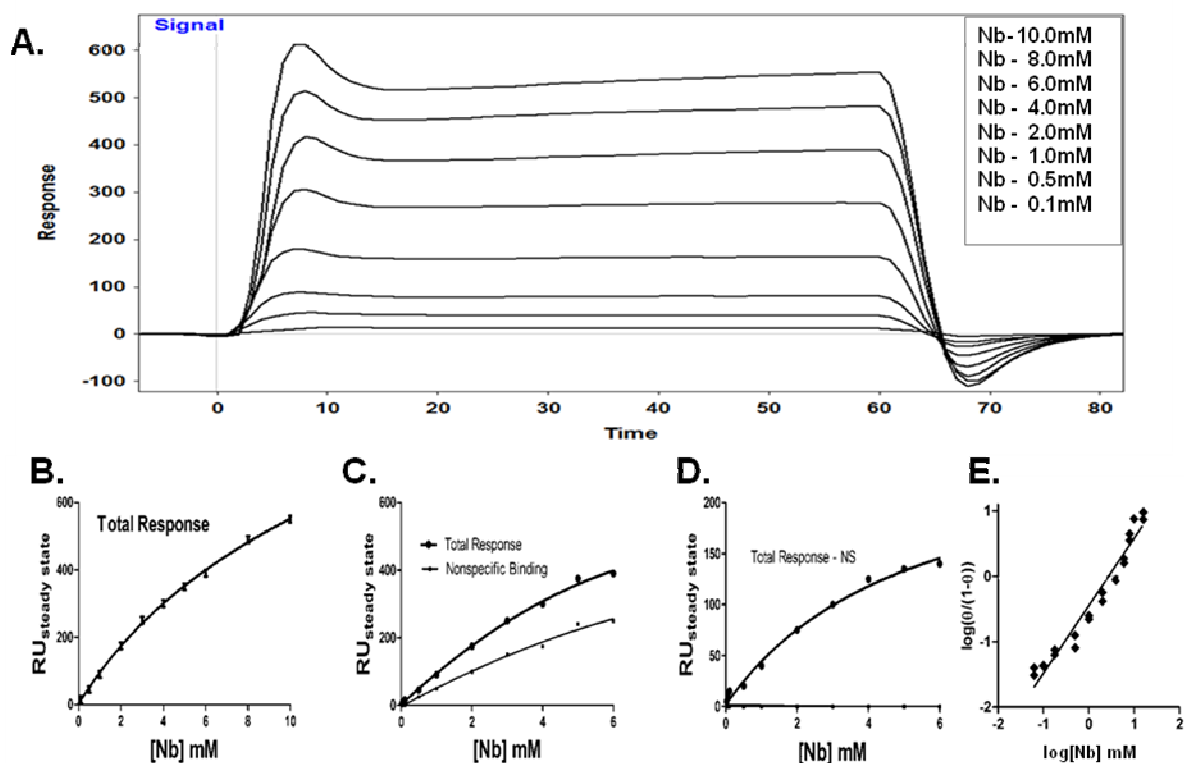 A.
Signal
Response
600
500
400
300
200
100
0
-100
0
10
20
30
40
50
60
70
80
Time
Nb-10.0mM
Nb - 8.0mM
Nb - 6.0mM
Nb - 4.0mM
Nb - 2.0mM
Nb - 1.0mM
Nb - 0.5mM
Nb - 0.1mM
B.
Total Response
RUsteady state
600
400
200
0
0
2
4
6
8
10
[Nb] mM
C.
Total Response
Nonspecific Binding
RUsteady state
600
400
200
0
0
2
4
6
[Nb] mM
D.
Total Response - NS
RUsteady state
200
150
100
50
0
0
2
4
6
[Nb] mM
E.
log(θ/(1-θ))
1
0
-1
-2
-2
-1
0
1
2
log[Nb] mM